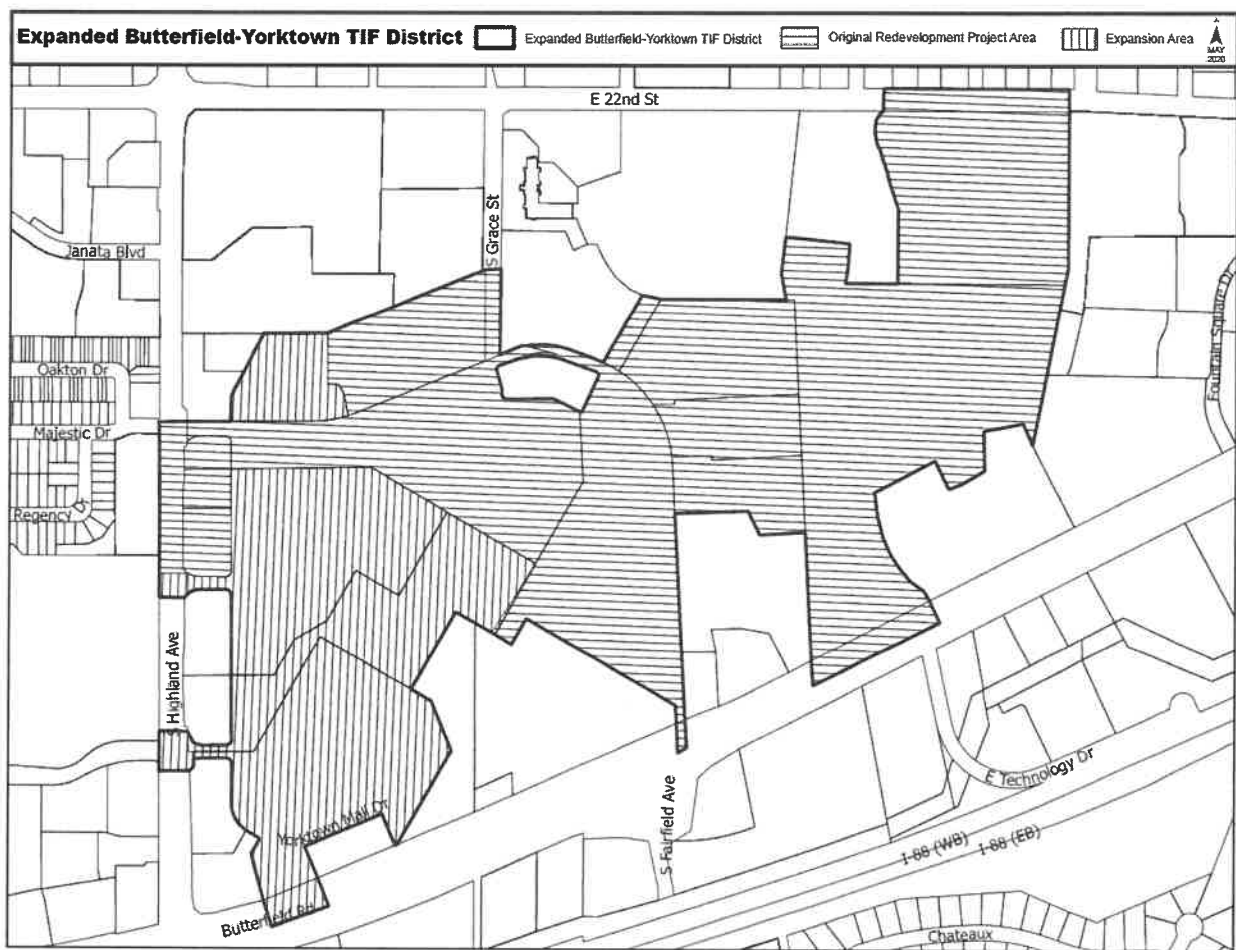 Expanded Butterfield-Yorktown TIF District
Expanded Butterfield-Yorktown TIF District
Original Redevelopment Project Area
Expansion Area
MAY
2020
E 22nd St
S Grace St
Janata Blvd
Fountain Square Dr
Oakton Dr
Majestic Dr
Regency Dr
S Highland Ave
Yorktown Mall Dr
E Technology Dr
S Fairfield Ave
I-88 (WB)
I-88 (EB)
Butterfield Rd
Chateaux